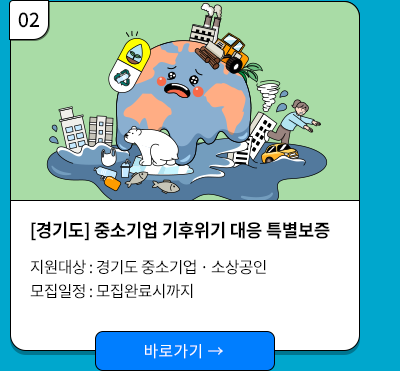 02
[경기도] 중소기업 기후위기 대응 특별보증
지원대상 : 경기도 중소기업 · 소상공인
모집일정 : 모집완료시까지
바로가기 →